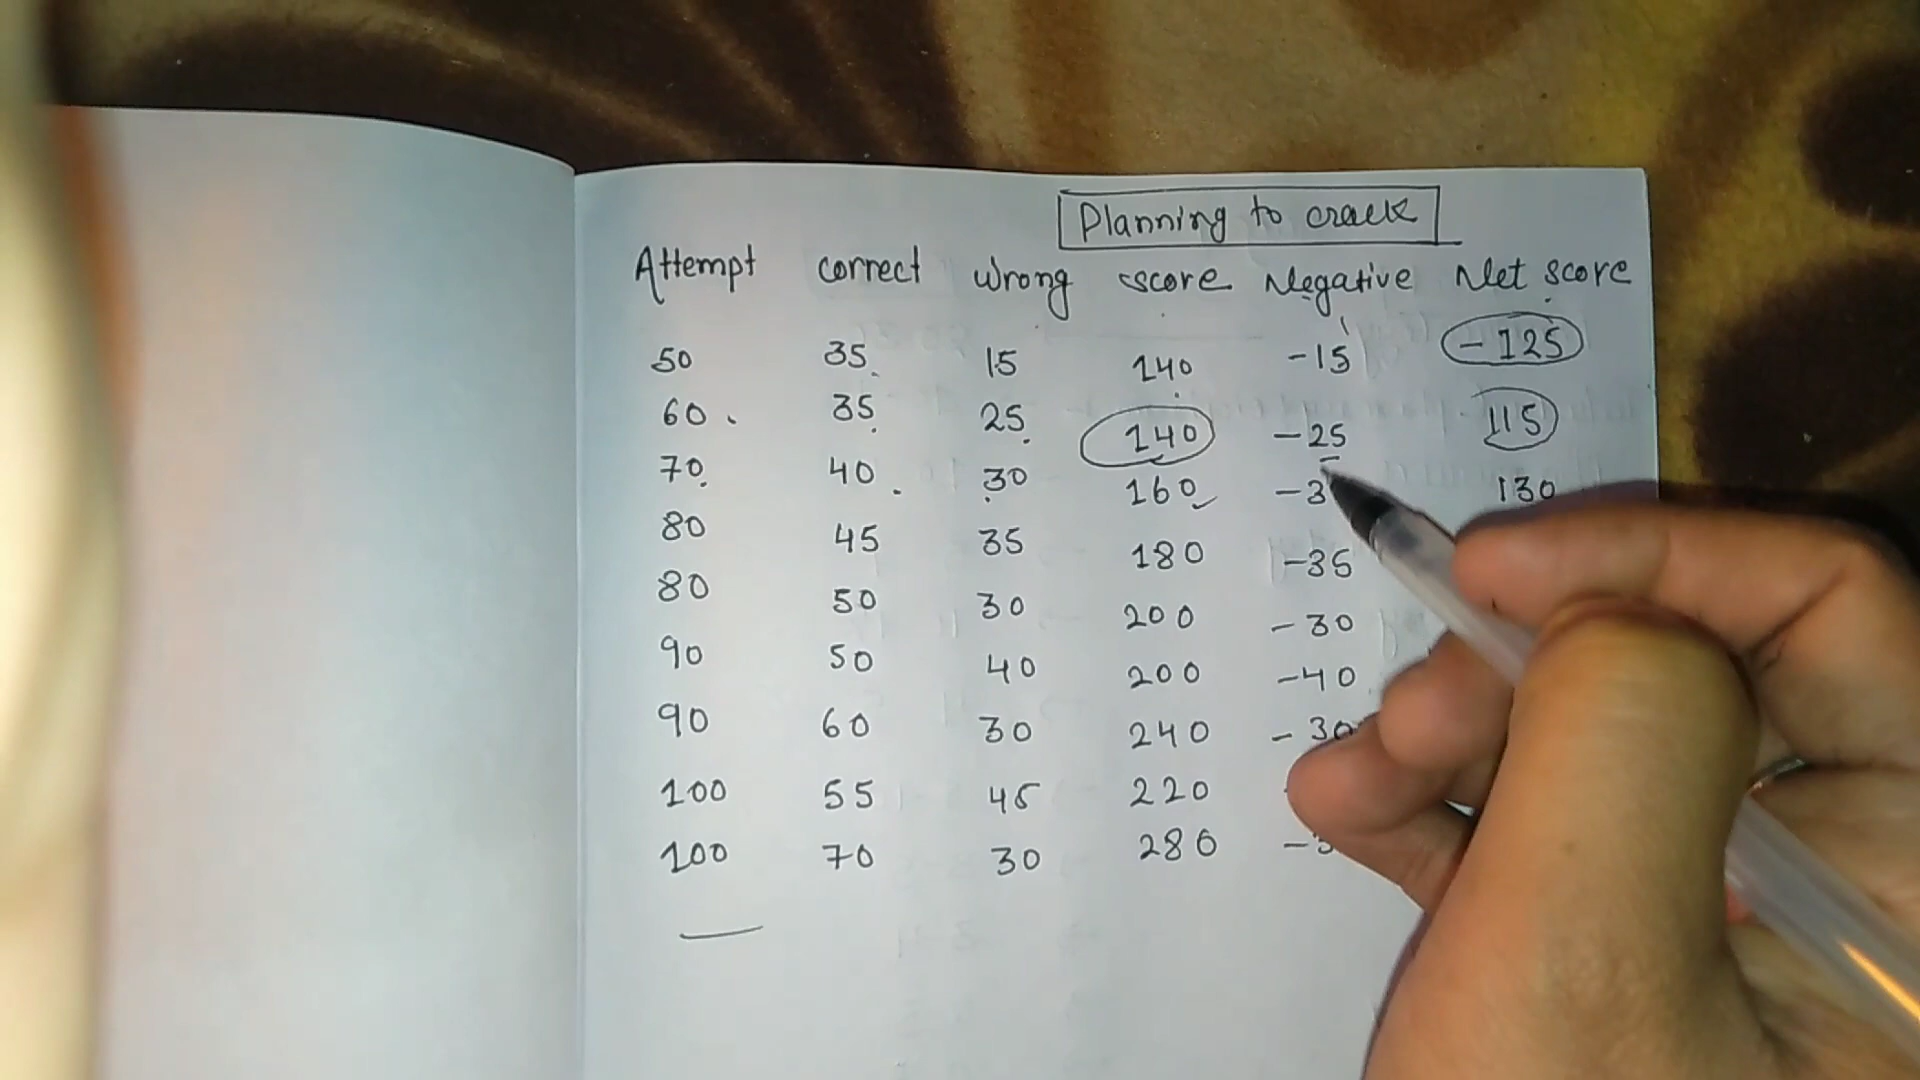 Planning to crack
Attempt correct wrong score Negative Net score
50 35 15 140 -15 -125
60 35 25 140 -25 115
70 40 30 160 130
80 45 35 180 -35
80 50 30 200 -30
90 50 40 200 -40
90 60 30 240 -30
100 55 45 220
100 70 30 280